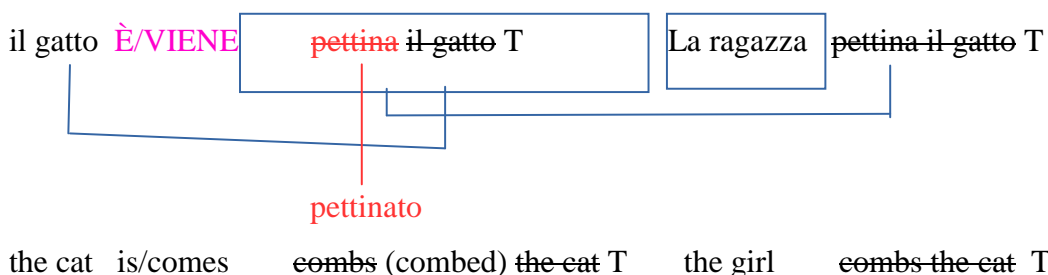 il gatto È/VIENE pettina il gatto T La ragazza pettina il gatto T
pettinato
the cat is/comes combs (combed) the cat T the girl combs the cat T